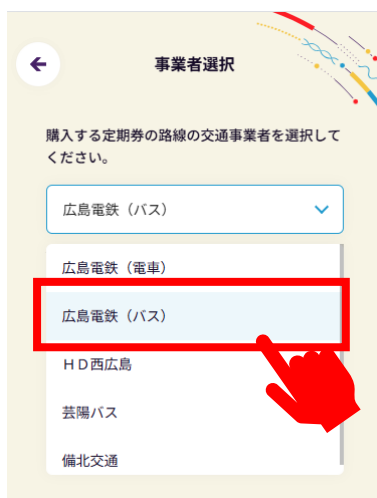 事業者選択
購入する定期券の路線の交通事業者を選択して
ください。
広島電鉄（バス）
広島電鉄（電車）
広島電鉄（バス）
ＨＤ西広島
芸陽バス
備北交通